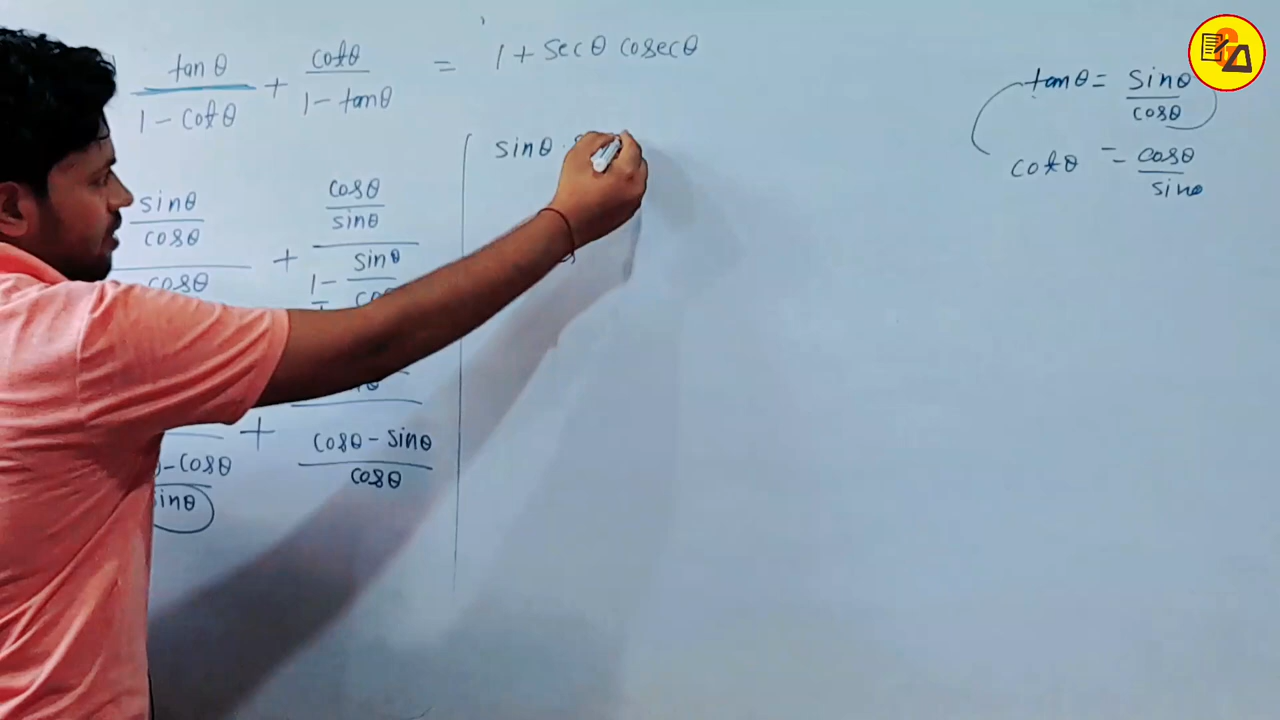 tan θ / 1 - cot θ + cot θ / 1 - tan θ = 1 + sec θ cosec θ
sin θ / cos θ / cos θ + cos θ / sin θ / 1 - sin θ
+ cos θ - sin θ / cos θ
- cos θ / sin θ
sin θ ·
tan θ = sin θ / cos θ
cot θ = cos θ / sin θ